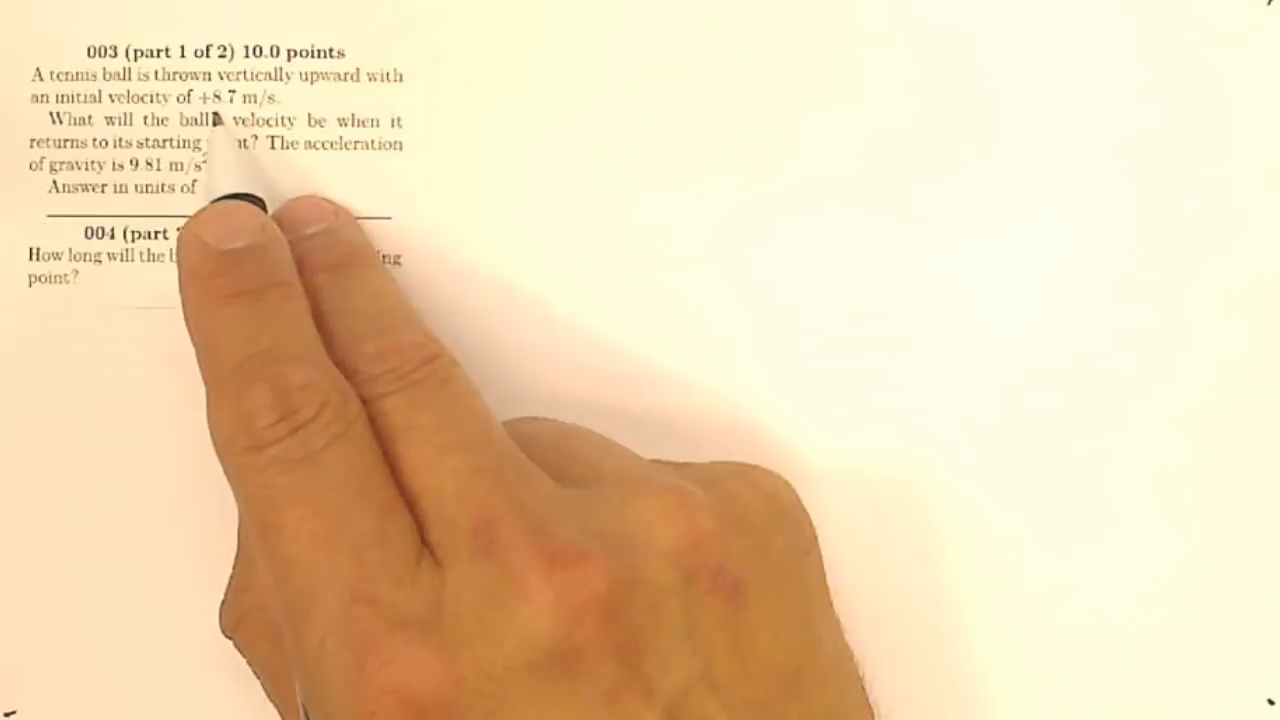 003 (part 1 of 2) 10.0 points
A tennis ball is thrown vertically upward with
an initial velocity of +8.7 m/s.
What will the ball velocity be when it
returns to its starting The acceleration
of gravity is 9.81 m/s²
Answer in units of
004 (part
How long will the
point?